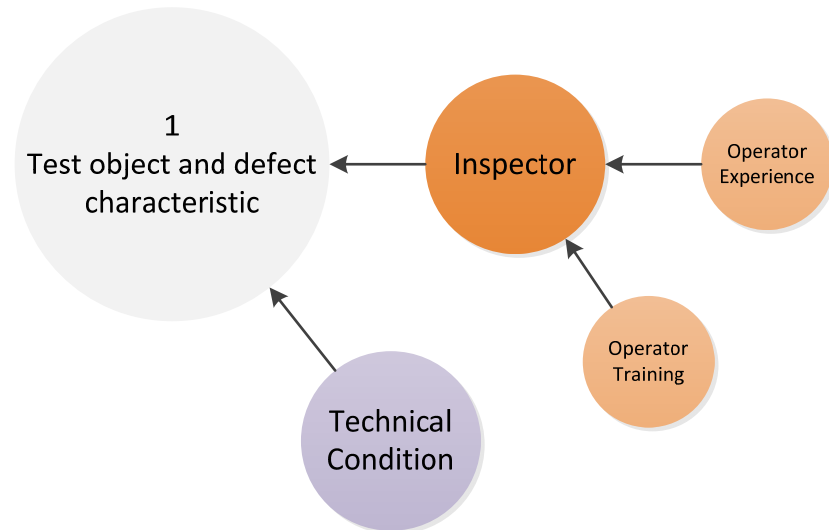 1
Test object and defect
characteristic
Inspector
Operator
Experience
Operator
Training
Technical
Condition